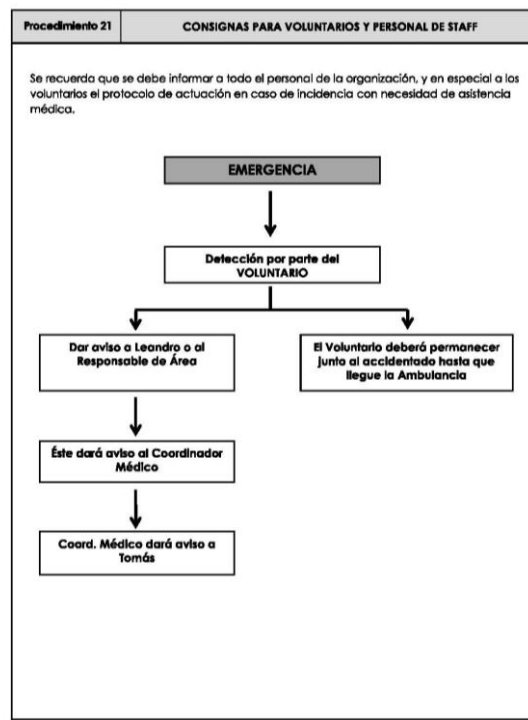 Procedimiento 21
CONSIGNAS PARA VOLUNTARIOS Y PERSONAL DE STAFF
Se recuerda que se debe informar a todo el personal de la organización, y en especial a los
voluntarios el protocolo de actuación en caso de incidencia con necesidad de asistencia
médica.
EMERGENCIA
Detección por parte del
VOLUNTARIO
Dar aviso a Leandro o al
Responsable de Área
El Voluntario deberá permanecer
junto al accidentado hasta que
llegue la Ambulancia
Éste dará aviso al Coordinador
Médico
Coord. Médico dará aviso a
Tomás